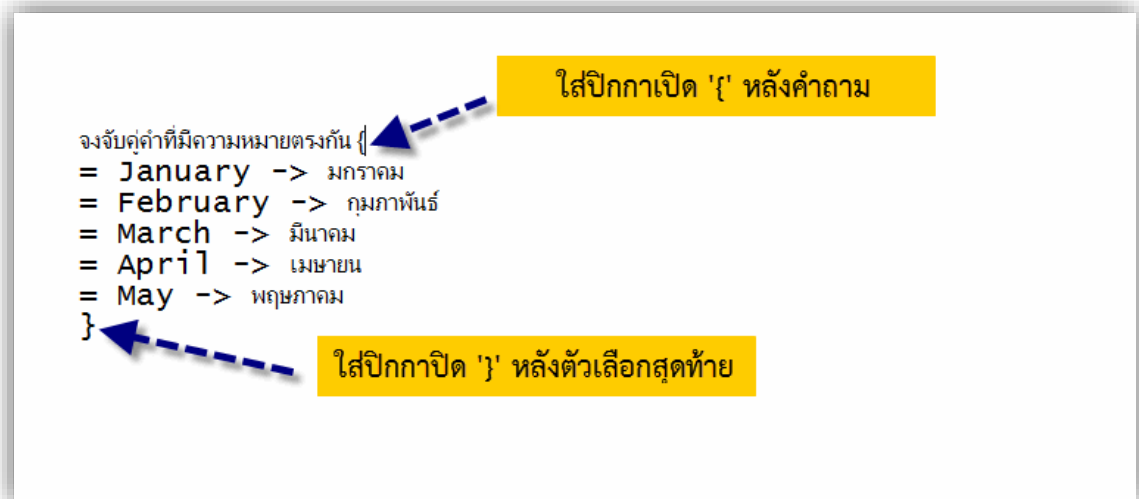 ใส่ปิกกาเปิด '{' หลังคำถาม
จงจับคู่คำที่มีความหมายตรงกัน {
= January -> มกราคม
= February -> กุมภาพันธ์
= March -> มีนาคม
= April -> เมษายน
= May -> พฤษภาคม
}
ใส่ปิกกาปิด '}' หลังตัวเลือกสุดท้าย